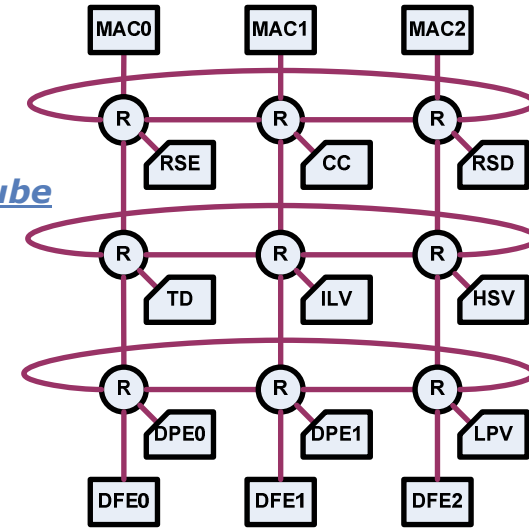 MAC0 MAC1 MAC2
R R R
RSE CC RSD
ube
R R R
TD ILV HSV
R R R
DPE0 DPE1 LPV
DFE0 DFE1 DFE2